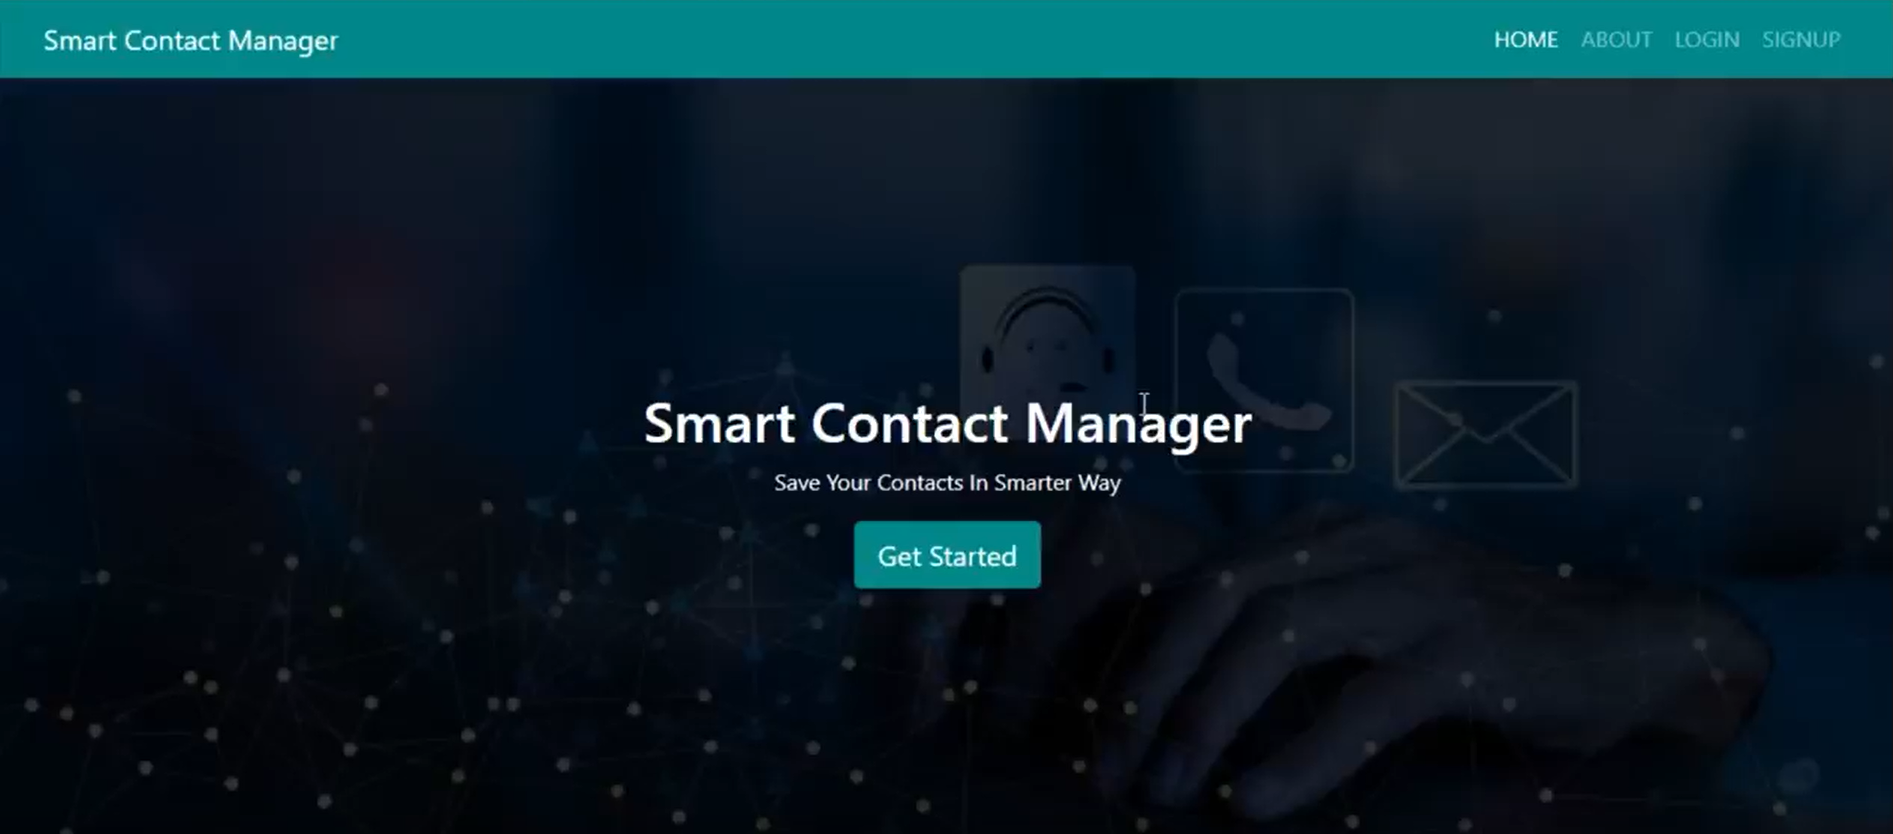 Smart Contact Manager
HOME ABOUT LOGIN SIGNUP
Smart Contact Manager
Save Your Contacts In Smarter Way
Get Started